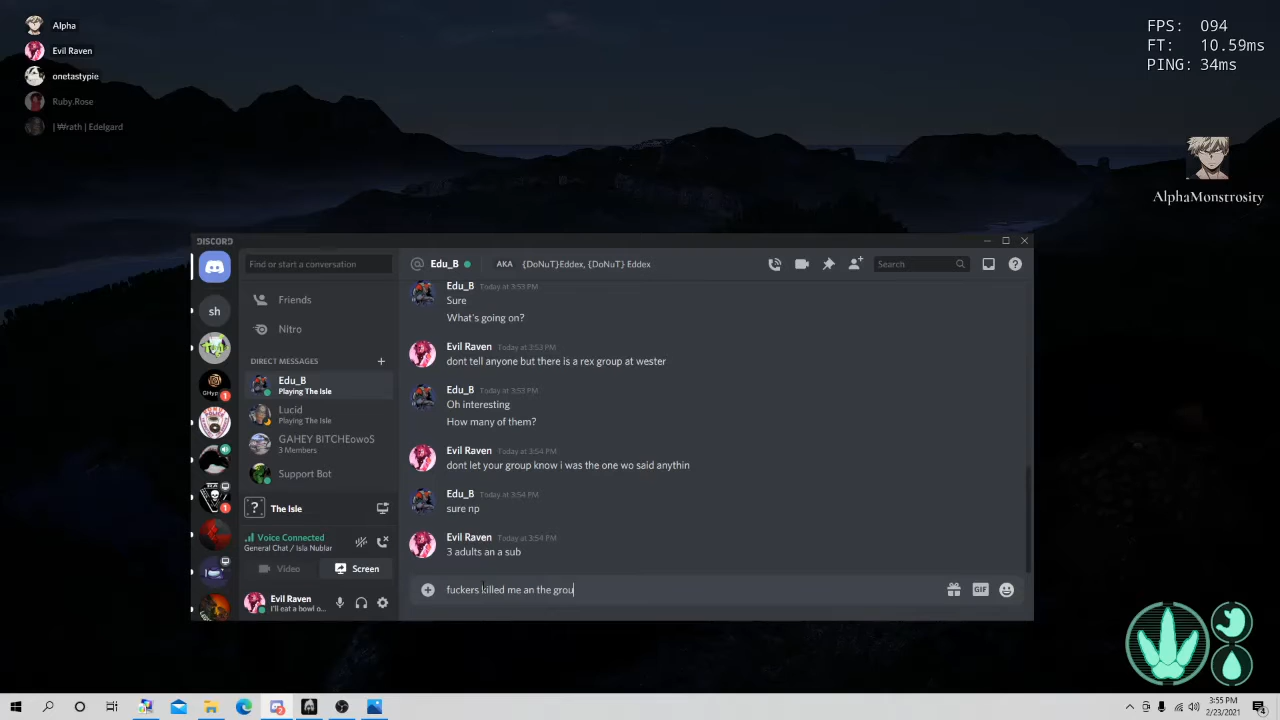 Alpha
Evil Raven
onetastypie
Ruby.Rose
| ₩rath | Edelgard
FPS: 094
FT: 10.59ms
PING: 34ms
AlphaMonstrosity
DISCORD
Find or start a conversation
@ Edu_B
AKA {DoNuT}Eddex, {DoNuT} Eddex
Search
sh
Friends
Nitro
DIRECT MESSAGES +
Edu_B
Playing The Isle
Lucid
Playing The Isle
GAHEY BITCHEowoS
3 Members
Support Bot
? The Isle
Voice Connected
General Chat / Isla Nublar
Video
Screen
Evil Raven
I'll eat a bowl o...
Edu_B Today at 3:53 PM
Sure
What's going on?
Evil Raven Today at 3:53 PM
dont tell anyone but there is a rex group at wester
Edu_B Today at 3:53 PM
Oh interesting
How many of them?
Evil Raven Today at 3:54 PM
dont let your group know i was the one wo said anythin
Edu_B Today at 3:54 PM
sure np
Evil Raven Today at 3:54 PM
3 adults an a sub
fuckers killed me an the grou
GIF
3:55 PM
2/23/2021